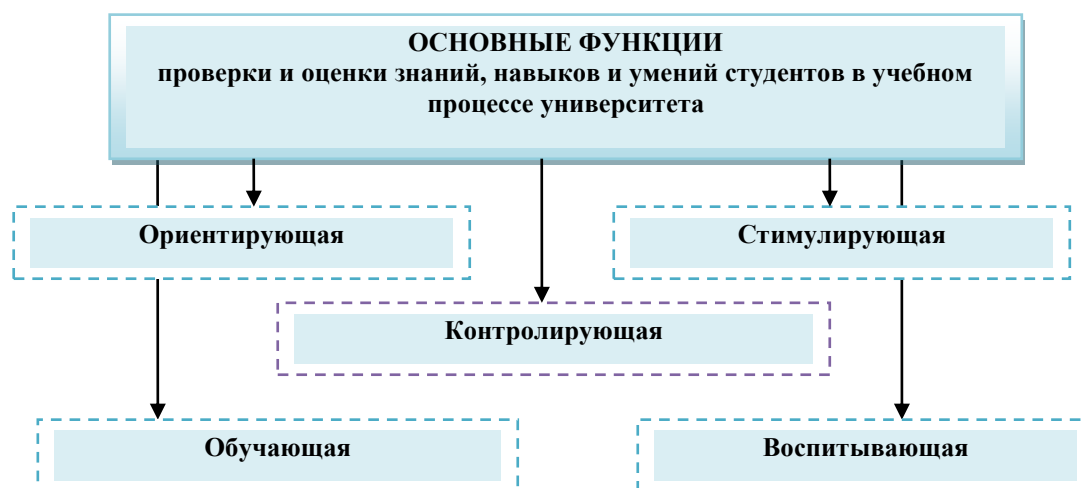 ОСНОВНЫЕ ФУНКЦИИ
проверки и оценки знаний, навыков и умений студентов в учебном
процессе университета
Ориентирующая
Стимулирующая
Контролирующая
Обучающая
Воспитывающая